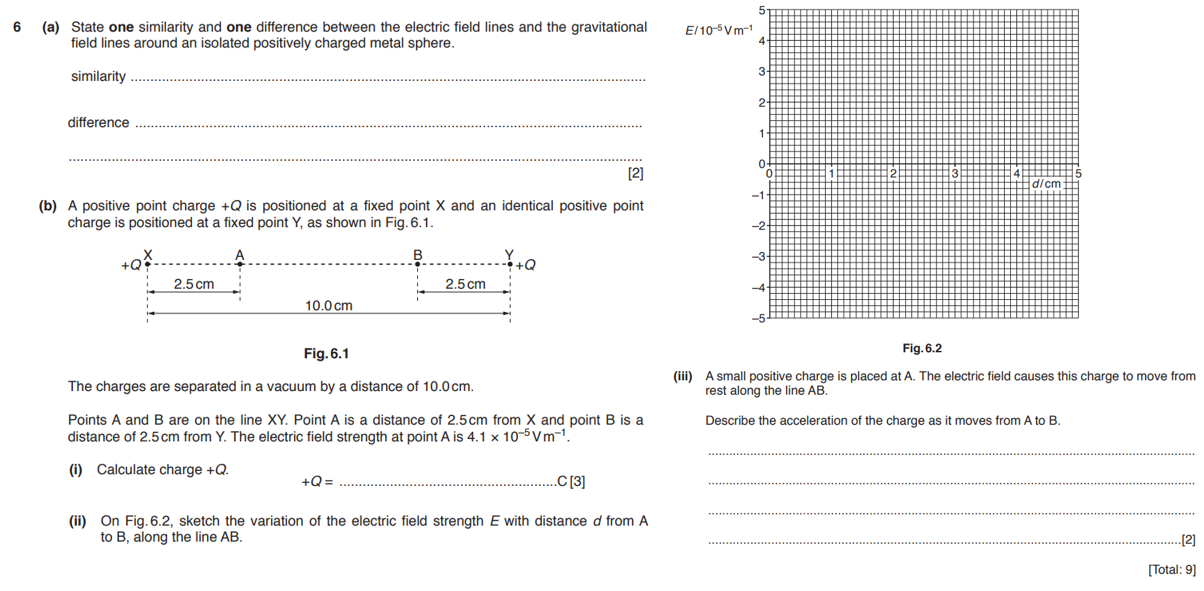 6 (a) State one similarity and one difference between the electric field lines and the gravitational
field lines around an isolated positively charged metal sphere.
similarity ..........
difference ..........
..........
[2]
(b) A positive point charge +Q is positioned at a fixed point X and an identical positive point
charge is positioned at a fixed point Y, as shown in Fig. 6.1.
X A B Y
+Q +Q
2.5 cm 2.5 cm
10.0 cm
Fig. 6.1
The charges are separated in a vacuum by a distance of 10.0 cm.
Points A and B are on the line XY. Point A is a distance of 2.5 cm from X and point B is a
distance of 2.5 cm from Y. The electric field strength at point A is 4.1 × 10⁻⁵ V m⁻¹.
(i) Calculate charge +Q.
+Q = ..........C [3]
(ii) On Fig. 6.2, sketch the variation of the electric field strength E with distance d from A
to B, along the line AB.
E/10⁻⁵ V m⁻¹
5
4
3
2
1
0
0 1 2 3 4 5
d/cm
–1
–2
–3
–4
–5
Fig. 6.2
(iii) A small positive charge is placed at A. The electric field causes this charge to move from
rest along the line AB.
Describe the acceleration of the charge as it moves from A to B.
..........
..........
..........
..........[2]
[Total: 9]